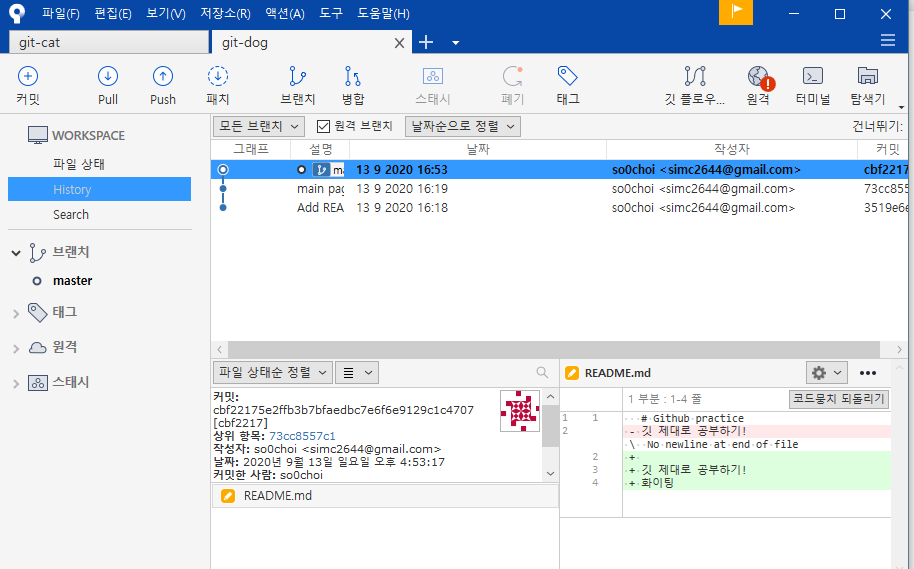 파일(F) 편집(E) 보기(V) 저장소(R) 액션(A) 도구 도움말(H)
git-cat git-dog
커밋 Pull Push 패치 브랜치 병합 스태시 폐기 태그 깃 플로우... 원격 터미널 탐색기
모든 브랜치 원격 브랜치 날짜순으로 정렬 건너뛰기:
WORKSPACE
파일 상태
History
Search
브랜치
master
태그
원격
스태시
그래프 설명 날짜 작성자 커밋
13 9 2020 16:53 so0choi <simc2644@gmail.com> cbf2217
main pag 13 9 2020 16:19 so0choi <simc2644@gmail.com> 73cc855
Add REA 13 9 2020 16:18 so0choi <simc2644@gmail.com> 3519e6e
파일 상태순 정렬
커밋:
cbf22175e2ffb3b7bfaedbc7e6f6e9129c1c4707
[cbf2217]
상위 항목: 73cc8557c1
작성자: so0choi <simc2644@gmail.com>
날짜: 2020년 9월 13일 일요일 오후 4:53:17
커밋한 사람: so0choi
README.md
README.md
1 부분 : 1-4 줄 코드뭉치 되돌리기
1 1 # Github practice
2 - 깃 제대로 공부하기!
\ No newline at end of file
2 +
3 + 깃 제대로 공부하기!
4 + 화이팅